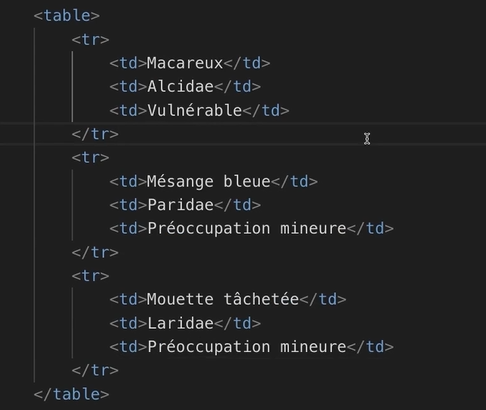 <table>
<tr>
<td>Macareux</td>
<td>Alcidae</td>
<td>Vulnérable</td>
</tr>
<tr>
<td>Mésange bleue</td>
<td>Paridae</td>
<td>Préoccupation mineure</td>
</tr>
<tr>
<td>Mouette tâchetée</td>
<td>Laridae</td>
<td>Préoccupation mineure</td>
</tr>
</table>